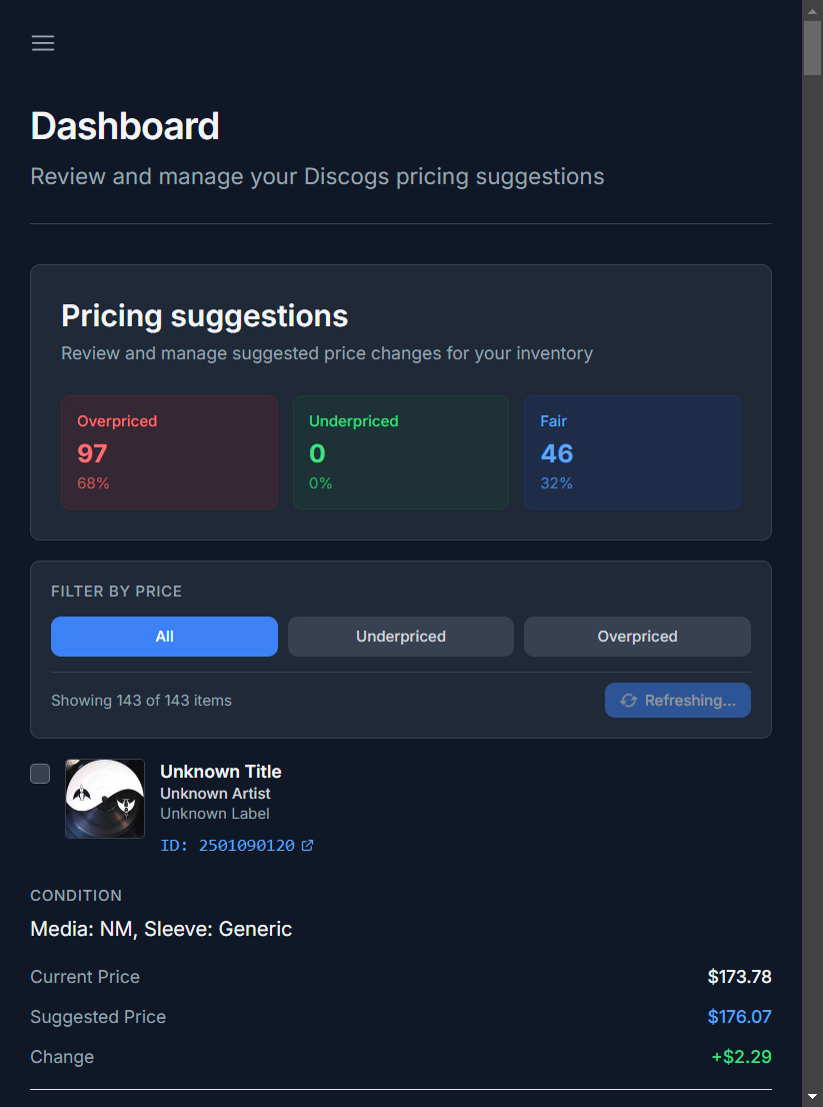 Dashboard
Review and manage your Discogs pricing suggestions
Pricing suggestions
Review and manage suggested price changes for your inventory
Overpriced
97
68%
Underpriced
0
0%
Fair
46
32%
FILTER BY PRICE
All
Underpriced
Overpriced
Showing 143 of 143 items
Refreshing...
Unknown Title
Unknown Artist
Unknown Label
ID: 2501090120
CONDITION
Media: NM, Sleeve: Generic
Current Price $173.78
Suggested Price $176.07
Change +$2.29